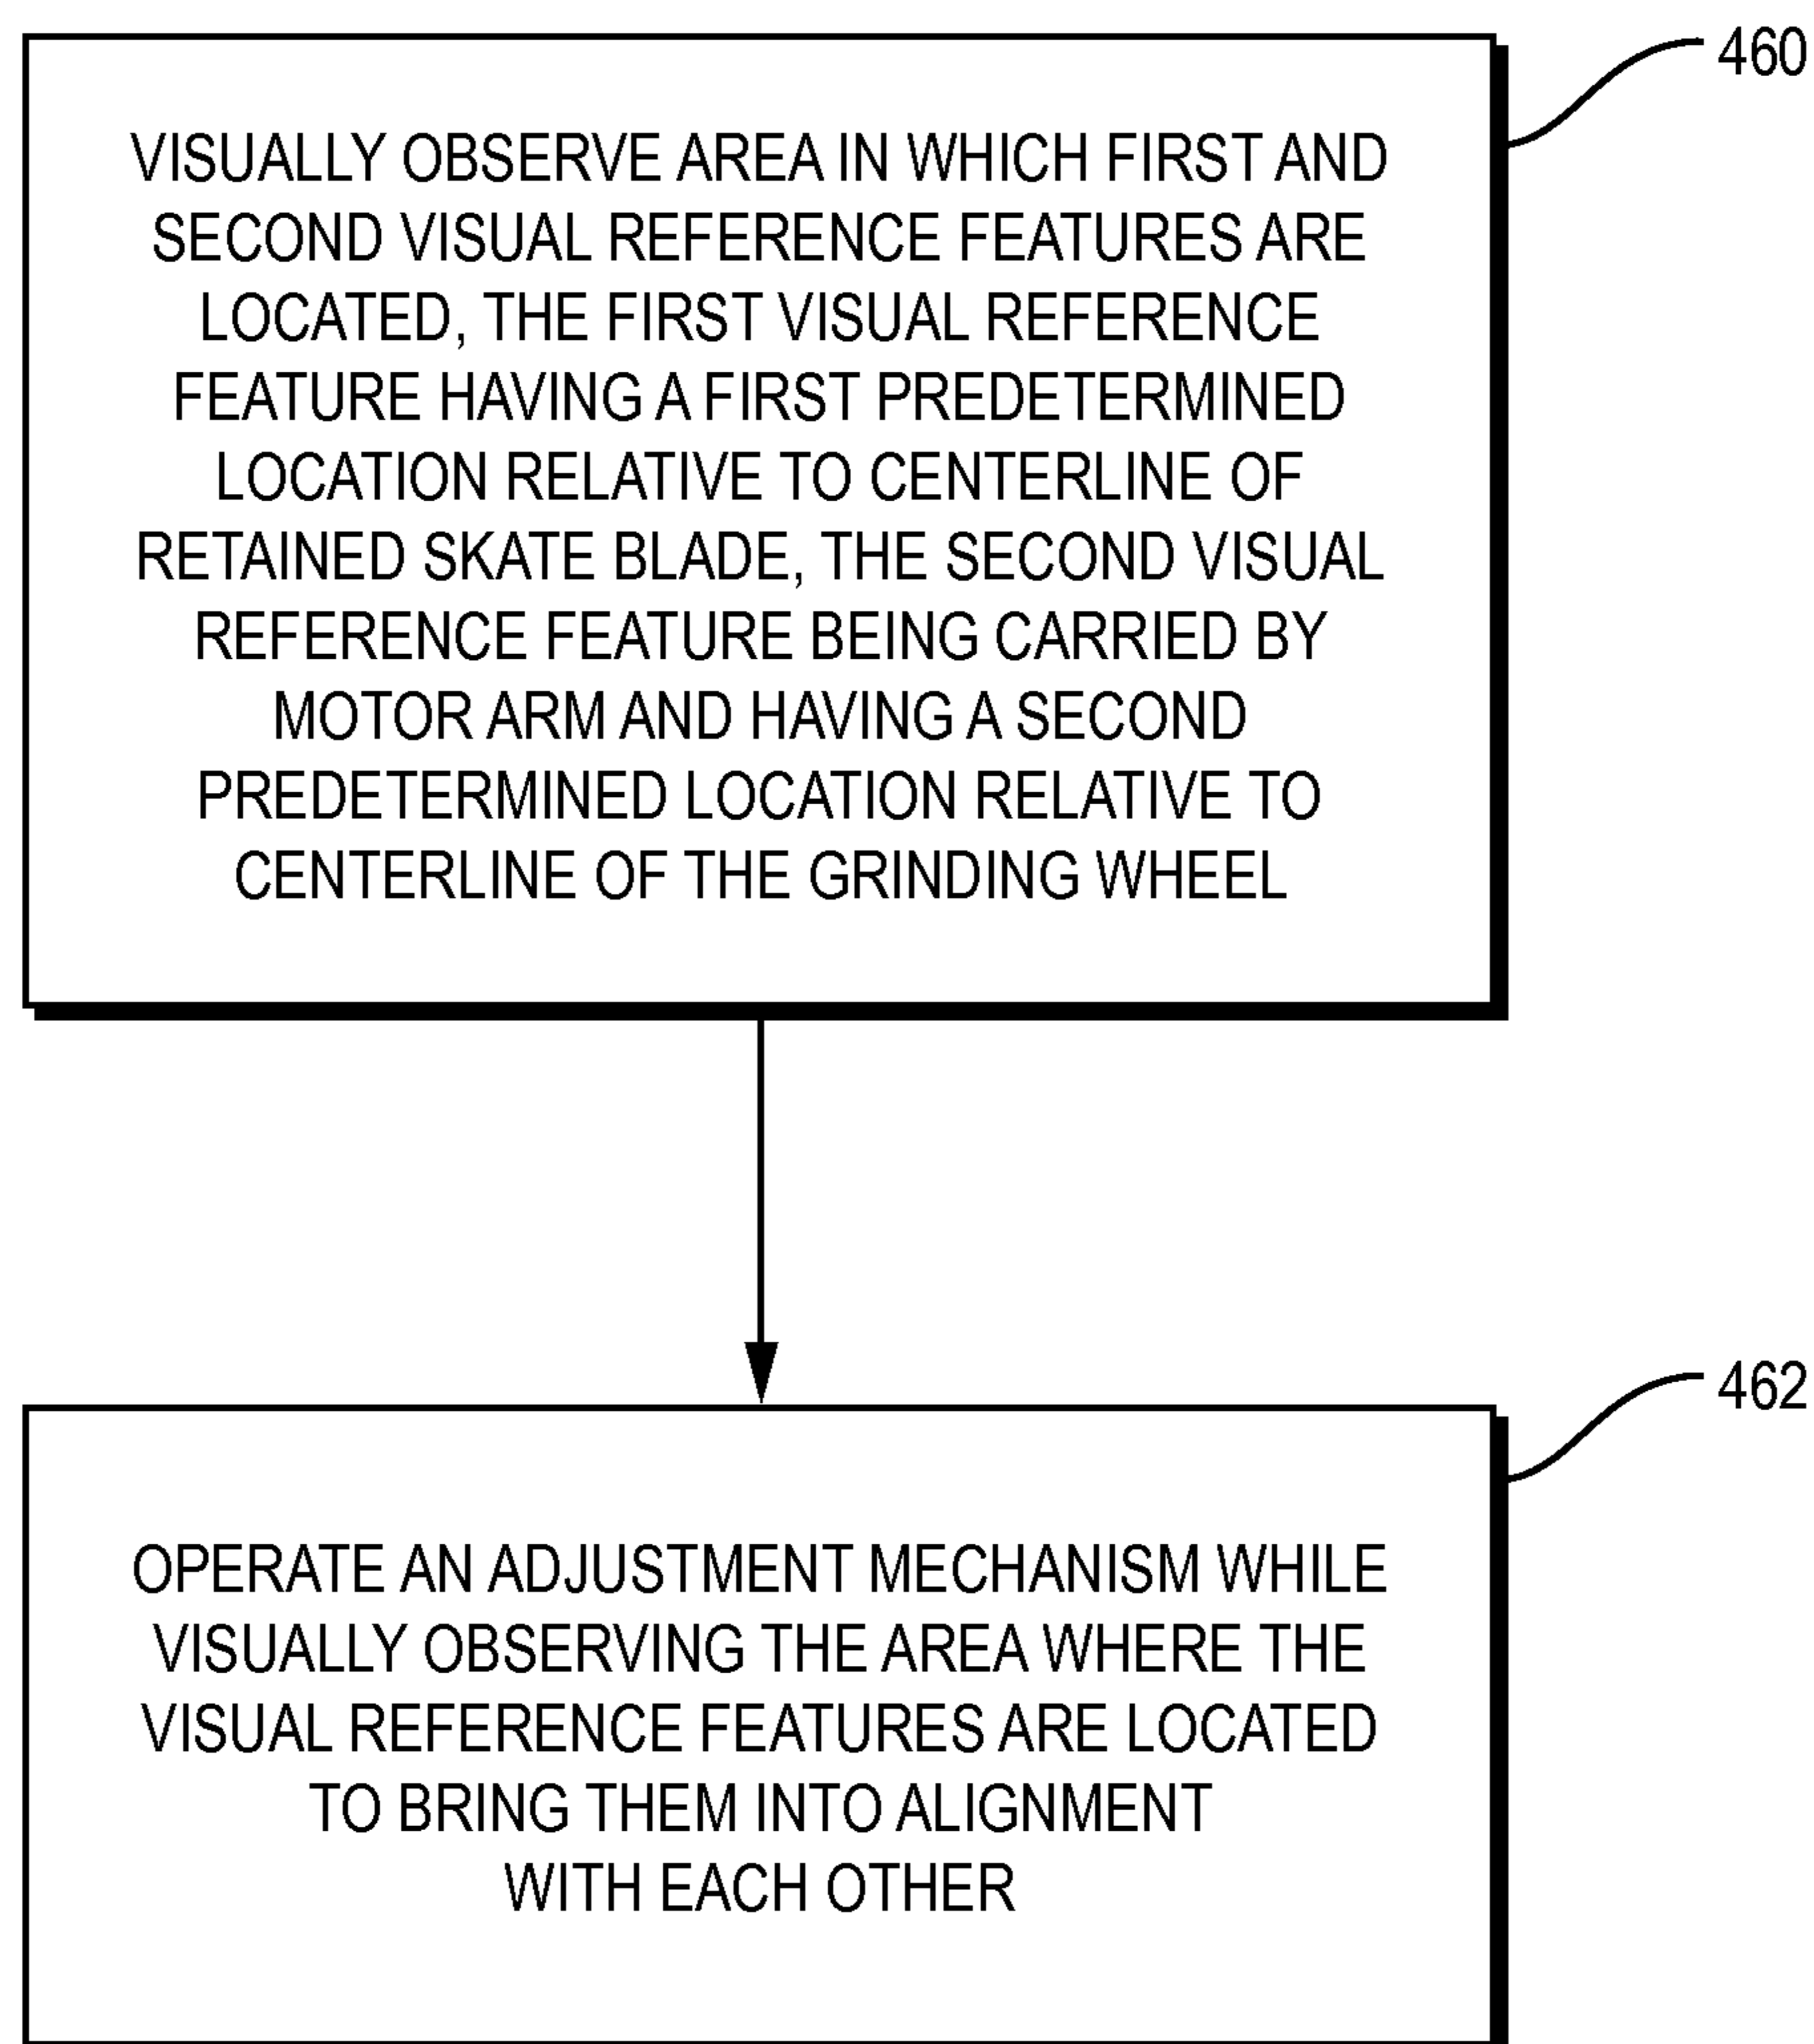 460
VISUALLY OBSERVE AREA IN WHICH FIRST AND
SECOND VISUAL REFERENCE FEATURES ARE
LOCATED, THE FIRST VISUAL REFERENCE
FEATURE HAVING A FIRST PREDETERMINED
LOCATION RELATIVE TO CENTERLINE OF
RETAINED SKATE BLADE, THE SECOND VISUAL
REFERENCE FEATURE BEING CARRIED BY
MOTOR ARM AND HAVING A SECOND
PREDETERMINED LOCATION RELATIVE TO
CENTERLINE OF THE GRINDING WHEEL
462
OPERATE AN ADJUSTMENT MECHANISM WHILE
VISUALLY OBSERVING THE AREA WHERE THE
VISUAL REFERENCE FEATURES ARE LOCATED
TO BRING THEM INTO ALIGNMENT
WITH EACH OTHER